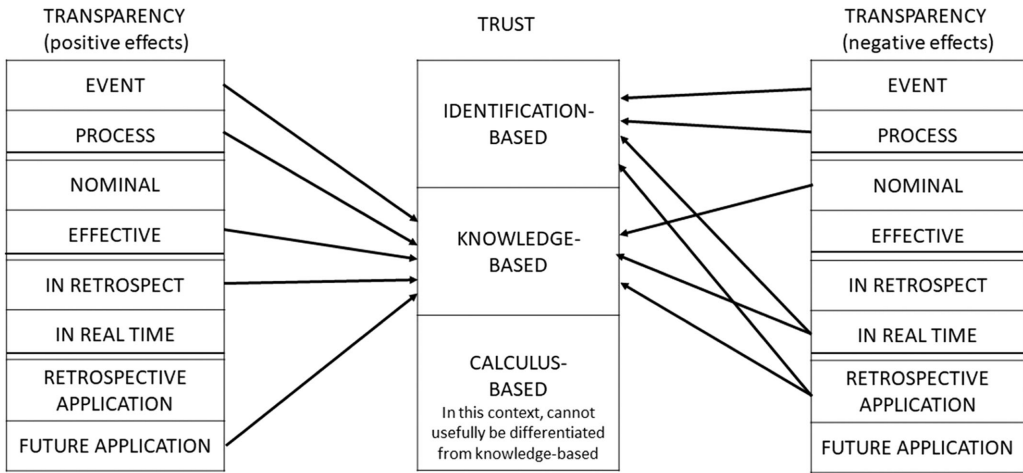 TRANSPARENCY
(positive effects)
EVENT
PROCESS
NOMINAL
EFFECTIVE
IN RETROSPECT
IN REAL TIME
RETROSPECTIVE
APPLICATION
FUTURE APPLICATION
TRUST
IDENTIFICATION-
BASED
KNOWLEDGE-
BASED
CALCULUS-
BASED
In this context, cannot
usefully be differentiated
from knowledge-based
TRANSPARENCY
(negative effects)
EVENT
PROCESS
NOMINAL
EFFECTIVE
IN RETROSPECT
IN REAL TIME
RETROSPECTIVE
APPLICATION
FUTURE APPLICATION